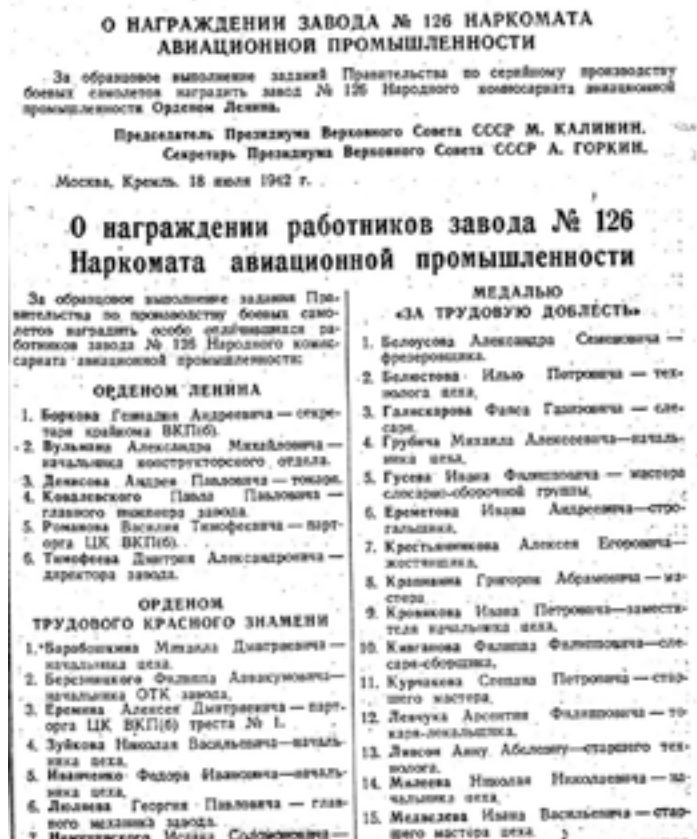 О НАГРАЖДЕНИИ ЗАВОДА № 126 НАРКОМАТА
АВИАЦИОННОЙ ПРОМЫШЛЕННОСТИ
За образцовое выполнение заданий Правительства по серийному производству
боевых самолетов наградить завод № 126 Народного комиссариата авиационной
промышленности Орденом Ленина.
Председатель Президиума Верховного Совета СССР М. КАЛИНИН.
Секретарь Президиума Верховного Совета СССР А. ГОРКИН.
Москва, Кремль. 18 июля 1942 г.
О награждении работников завода № 126
Наркомата авиационной промышленности
За образцовое выполнение задания Пра-
вительства по производству боевых само-
летов наградить особо отличившихся ра-
ботников завода № 126 Народного комис-
сариата авиационной промышленности:
ОРДЕНОМ ЛЕНИНА
1. Боркова Геннадия Андреевича — секре-
таря крайкома ВКП(б).
2. Вульмана Александра Михайловича —
начальника конструкторского отдела.
3. Денисова Андрея Павловича — токаря.
4. Ковалевского Павла Павловича —
главного инженера завода.
5. Романова Василия Тимофеевича — парт-
орга ЦК ВКП(б).
6. Тимофеева Дмитрия Александровича —
директора завода.
ОРДЕНОМ
ТРУДОВОГО КРАСНОГО ЗНАМЕНИ
1. Барабошкина Михаила Дмитриевича —
начальника цеха.
2. Березницкого Филиппа Аввакумовича—
начальника ОТК завода.
3. Еремина Алексея Дмитриевича — парт-
орга ЦК ВКП(б) треста № 1.
4. Зуйкова Николая Васильевича—началь-
ника цеха.
5. Иванченко Федора Ивановича—началь-
ника цеха.
6. Люляева Георгия Павловича — глав-
ного механика завода.
МЕДАЛЬЮ
«ЗА ТРУДОВУЮ ДОБЛЕСТЬ»
1. Белоусова Александра Семеновича —
фрезеровщика.
2. Белюстова Илью Петровича — тех-
нолога цеха.
3. Галискарова — сле-
саря.
4. Грубича Михаила Алексеевича—началь-
ника цеха.
5. Гусева Ивана Филипповича — мастера
слесарно-сборочной группы.
6. Ереметова Ивана Андреевича—стро-
гальщика.
7. Крестьянникова Алексея Егоровича—
жестянщика.
8. Крапивина Григория Абрамовича — ма-
стера.
9. Кровикова Ивана Петровича—замести-
теля начальника цеха.
10. Филиппа Филипповича—сле-
саря-сборщика.
11. Курчакова Степана Петровича — стар-
шего мастера.
12. Левчука Арсентия Филипповича — то-
каря-лекальщика.
13. Ливсон Анну Абелевну—старшего тех-
нолога.
14. Малеева Николая Николаевича — на-
чальника цеха.
15. Медведева Ивана Васильевича — стар-
шего мастера цеха.